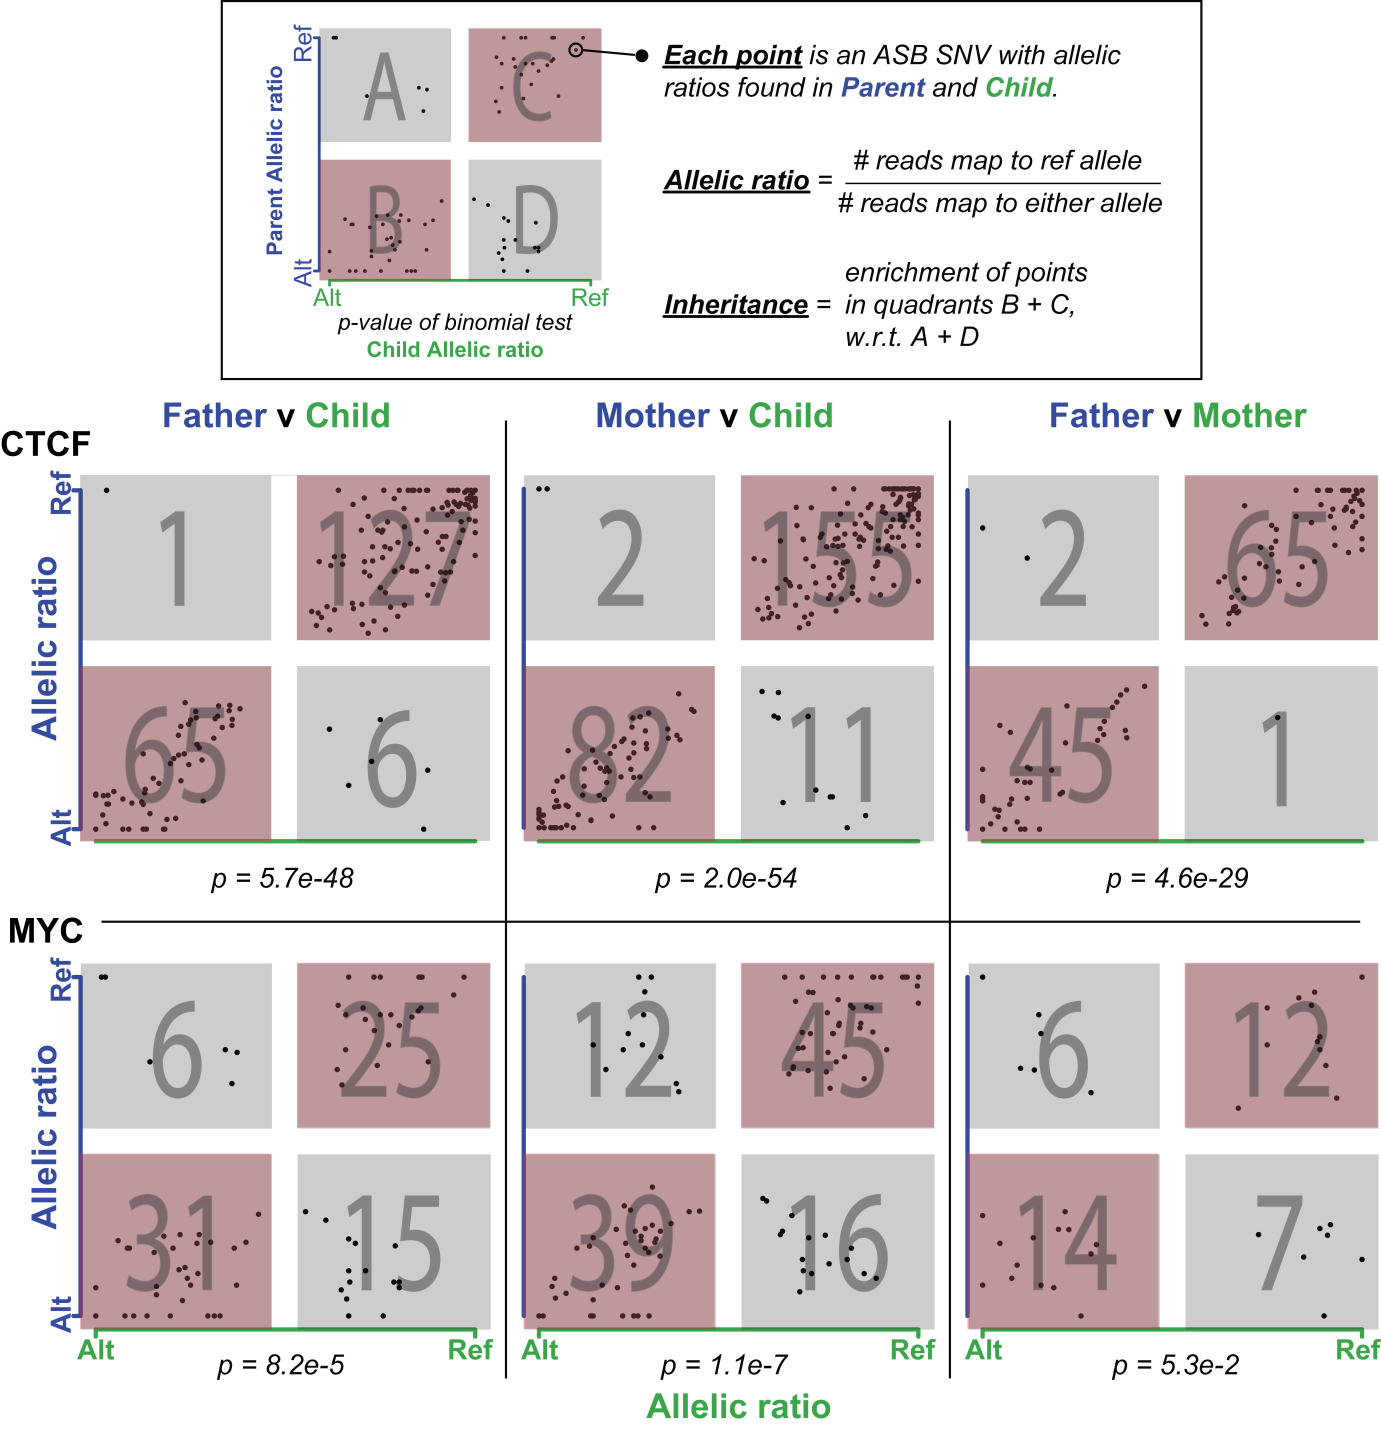 Ref
Parent Allelic ratio
Alt
A
C
B
D
Alt
Ref
p-value of binomial test
Child Allelic ratio
Each point is an ASB SNV with allelic
ratios found in Parent and Child.
Allelic ratio = # reads map to ref allele
# reads map to either allele
enrichment of points
Inheritance = in quadrants B + C,
w.r.t. A + D
Father v Child
Mother v Child
Father v Mother
CTCF
Ref
Allelic ratio
Alt
1
127
65
6
p = 5.7e-48
2
155
82
11
p = 2.0e-54
2
65
45
1
p = 4.6e-29
MYC
Ref
Allelic ratio
Alt
6
25
31
15
Alt
Ref
p = 8.2e-5
12
45
39
16
Alt
Ref
p = 1.1e-7
6
12
14
7
Alt
Ref
p = 5.3e-2
Allelic ratio